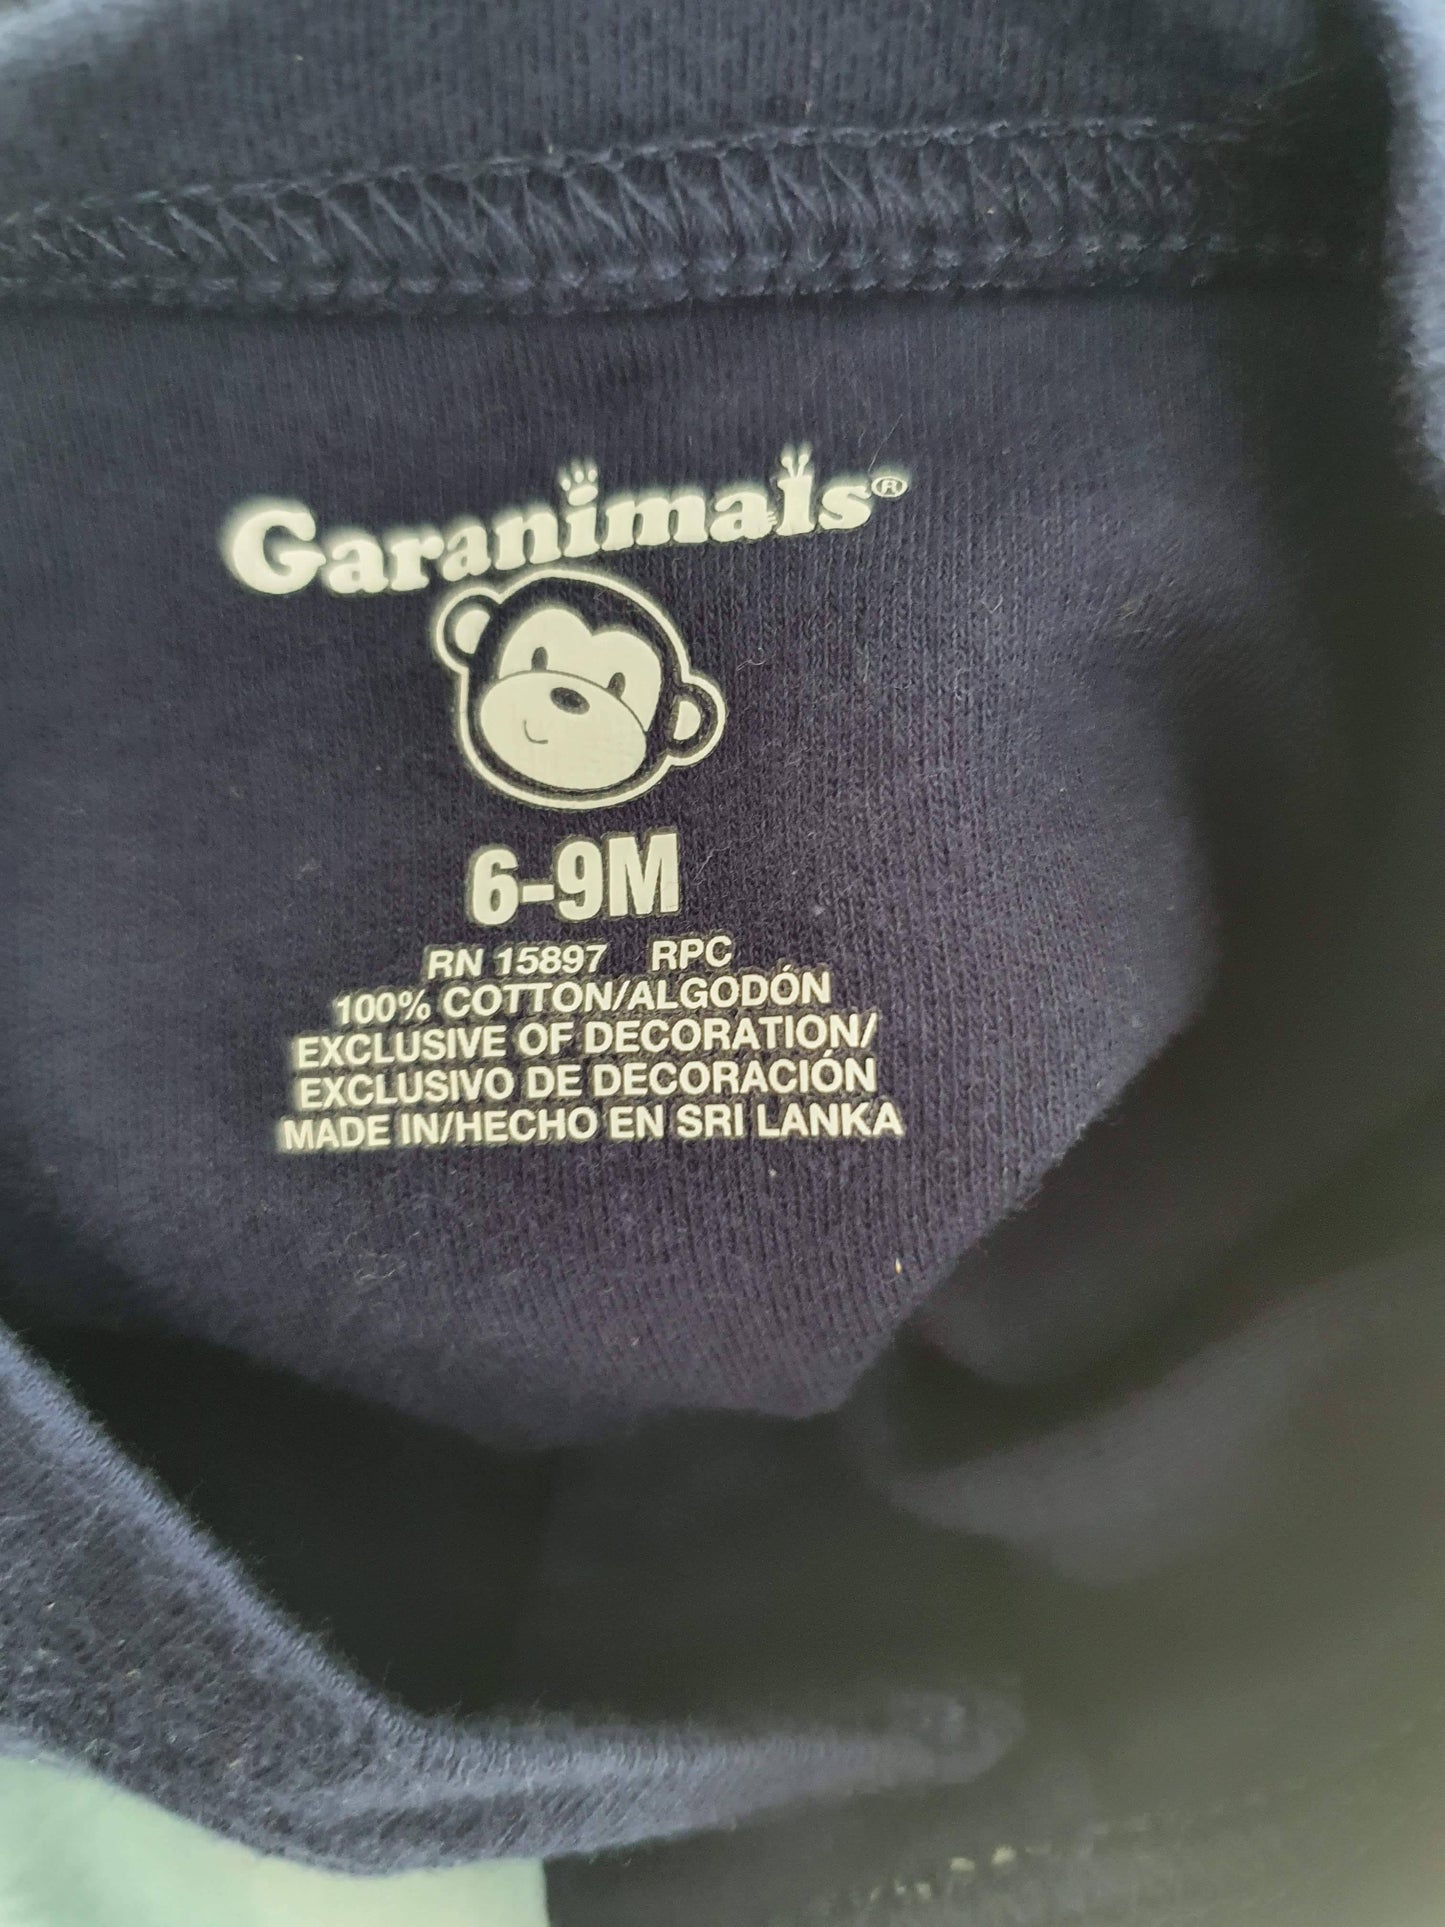 Garanimals®
6-9M
RN 15897 RPC
100% COTTON/ALGODÓN
EXCLUSIVE OF DECORATION/
EXCLUSIVO DE DECORACIÓN
MADE IN/HECHO EN SRI LANKA